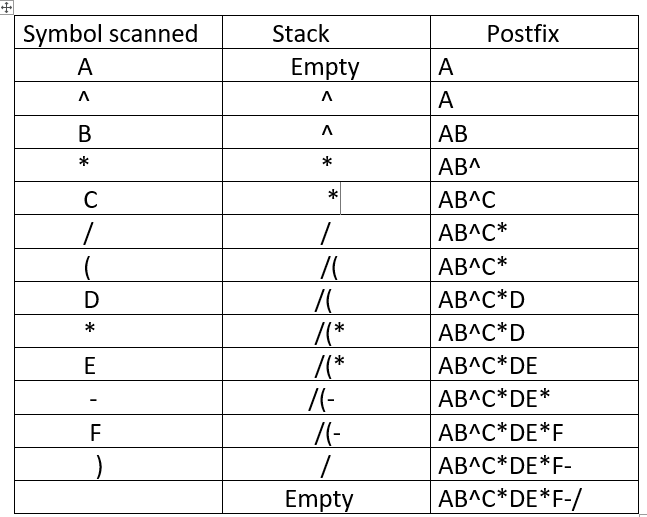 Symbol scanned Stack Postfix
A Empty A
^ ^ A
B ^ AB
* * AB^
C * AB^C
/ / AB^C*
( /( AB^C*
D /( AB^C*D
* /(* AB^C*D
E /(* AB^C*DE
- /(- AB^C*DE*
F /(- AB^C*DE*F
) / AB^C*DE*F-
Empty AB^C*DE*F-/